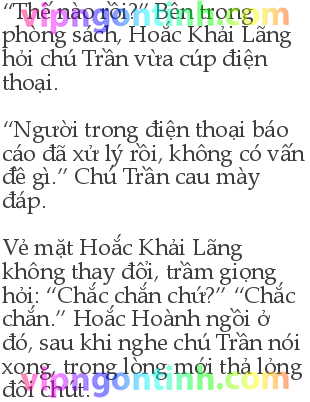 vipngontinh.com
“Thế nào rồi?” Bên trong
phòng sách, Hoắc Khải Lãng
hỏi chú Trần vừa cúp điện
thoại.
“Người trong điện thoại báo
cáo đã xử lý rồi, không có vấn
đề gì.” Chú Trần cau mày
đáp.
Vẻ mặt Hoắc Khải Lãng
không thay đổi, trầm giọng
hỏi: “Chắc chắn chứ?” “Chắc
chắn.” Hoắc Hoành ngồi ở
đó, sau khi nghe chú Trần nói
xong, trong lòng mới thả lỏng
đôi chút.
vipngontinh.com